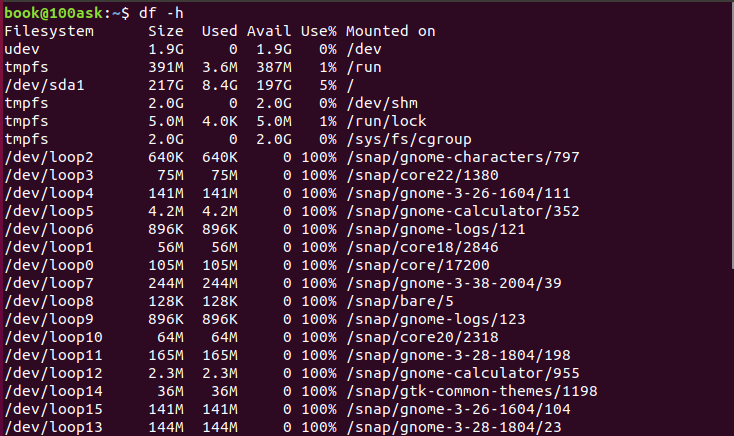 book@100ask:~$ df -h
Filesystem      Size  Used Avail Use% Mounted on
udev            1.9G     0  1.9G   0% /dev
tmpfs           391M  3.6M  387M   1% /run
/dev/sda1       217G  8.4G  197G   5% /
tmpfs           2.0G     0  2.0G   0% /dev/shm
tmpfs           5.0M  4.0K  5.0M   1% /run/lock
tmpfs           2.0G     0  2.0G   0% /sys/fs/cgroup
/dev/loop2      640K  640K     0 100% /snap/gnome-characters/797
/dev/loop3       75M   75M     0 100% /snap/core22/1380
/dev/loop4      141M  141M     0 100% /snap/gnome-3-26-1604/111
/dev/loop5      4.2M  4.2M     0 100% /snap/gnome-calculator/352
/dev/loop6      896K  896K     0 100% /snap/gnome-logs/121
/dev/loop1       56M   56M     0 100% /snap/core18/2846
/dev/loop0      105M  105M     0 100% /snap/core/17200
/dev/loop7      244M  244M     0 100% /snap/gnome-3-38-2004/39
/dev/loop8      128K  128K     0 100% /snap/bare/5
/dev/loop9      896K  896K     0 100% /snap/gnome-logs/123
/dev/loop10      64M   64M     0 100% /snap/core20/2318
/dev/loop11     165M  165M     0 100% /snap/gnome-3-28-1804/198
/dev/loop12     2.3M  2.3M     0 100% /snap/gnome-calculator/955
/dev/loop14      36M   36M     0 100% /snap/gtk-common-themes/1198
/dev/loop15     141M  141M     0 100% /snap/gnome-3-26-1604/104
/dev/loop13     144M  144M     0 100% /snap/gnome-3-28-1804/23